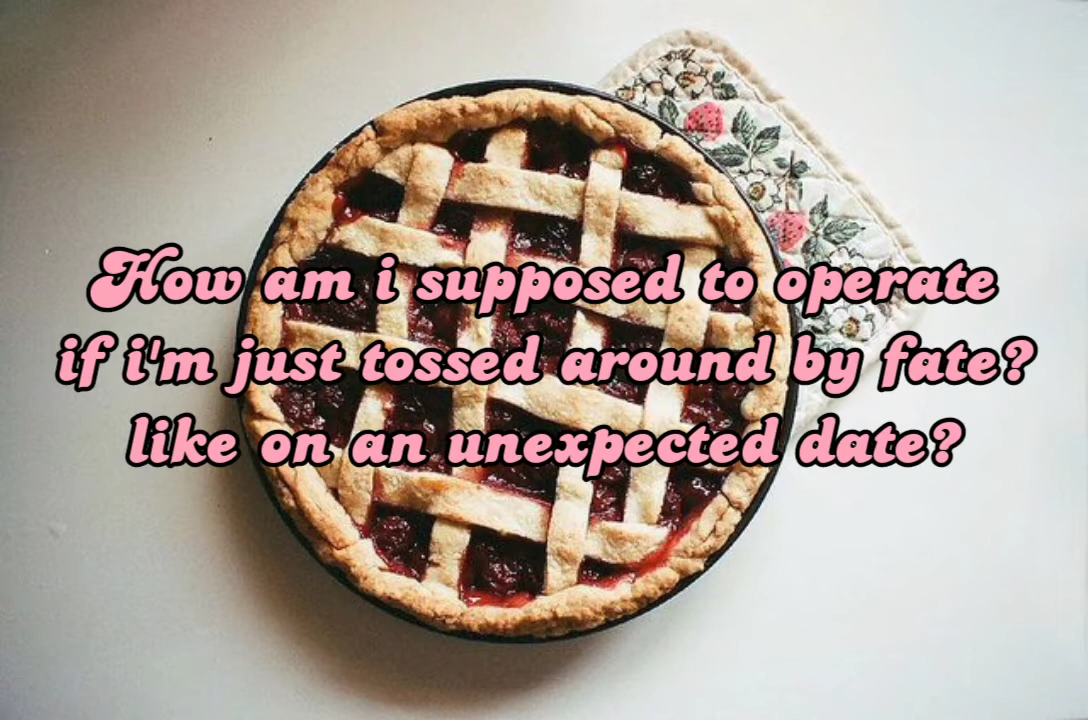 How am i supposed to operate
if i'm just tossed around by fate?
like on an unexpected date?